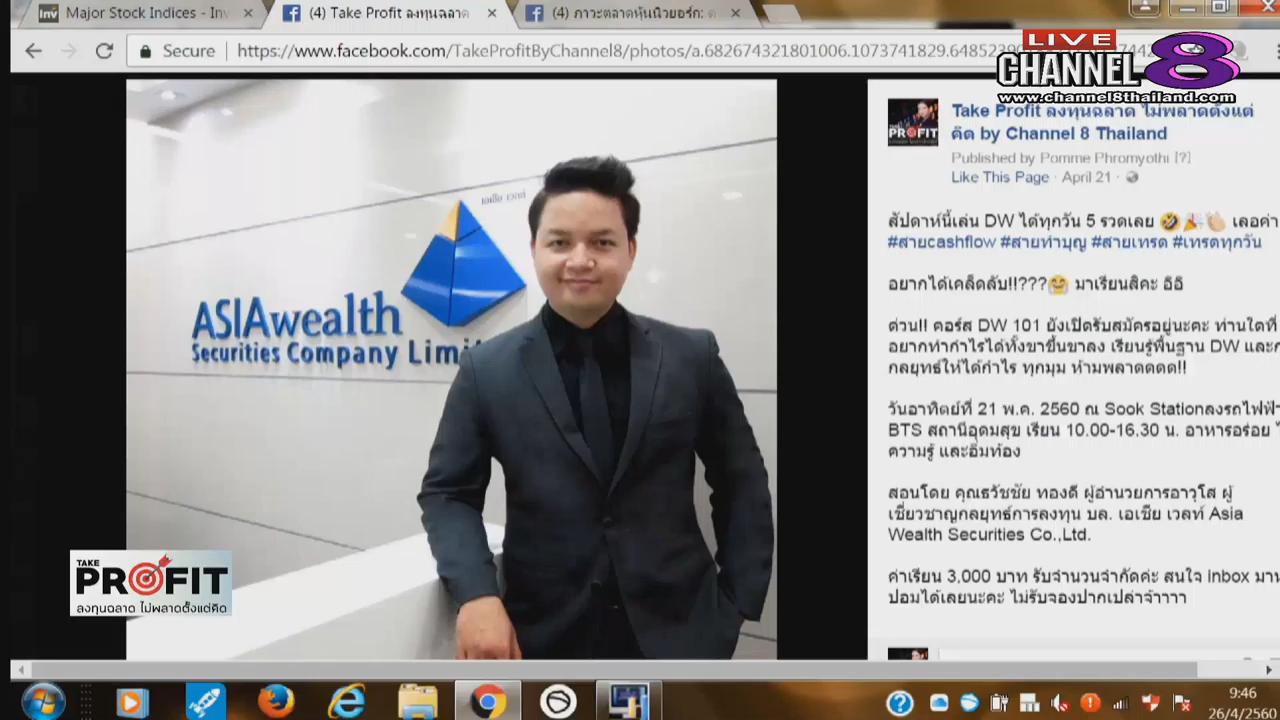 Major Stock Indices - Inv
(4) Take Profit ลงทุนฉลาด
(4) ภาวะตลาดหุ้นนิวยอร์ก:
Secure
https://www.facebook.com/TakeProfitByChannel8/photos/a.682674321801006.1073741829.648523
LIVE
CHANNEL 8
www.channel8thailand.com
Take Profit ลงทุนฉลาด ไม่พลาดตั้งแต่
คิด by Channel 8 Thailand
Published by Pomme Phromyothi [?]
Like This Page · April 21 ·
สัปดาห์นี้เล่น DW ได้ทุกวัน 5 รวดเลย 🤣🎉👏 เลอค่า
#สายcashflow #สายทำบุญ #สายเทรด #เทรดทุกวัน
อยากได้เคล็ดลับ!!???🤗 มาเรียนสิคะ อิอิ
ด่วน!! คอร์ส DW 101 ยังเปิดรับสมัครอยู่นะคะ ท่านใดที่
อยากทำกำไรได้ทั้งขาขึ้นขาลง เรียนรู้พื้นฐาน DW และก
กลยุทธ์ให้ได้กำไร ทุกมุม ห้ามพลาดดดด!!
วันอาทิตย์ที่ 21 พ.ค. 2560 ณ Sook Stationลงรถไฟฟ้า
BTS สถานีอุดมสุข เรียน 10.00-16.30 น. อาหารอร่อย
ความรู้ และอิ่มท้อง
สอนโดย คุณธวัชชัย ทองดี ผู้อำนวยการอาวุโส ผู้
เชี่ยวชาญกลยุทธ์การลงทุน บล. เอเชีย เวลท์ Asia
Wealth Securities Co.,Ltd.
ค่าเรียน 3,000 บาท รับจำนวนจำกัดค่ะ สนใจ Inbox มาห
ปอมได้เลยนะคะ ไม่รับจองปากเปล่าจ้าาาา
เอเชีย เวลท์
ASIAwealth
Securities Company Limi
TAKE
PROFIT
ลงทุนฉลาด ไม่พลาดตั้งแต่คิด
9:46
26/4/2560